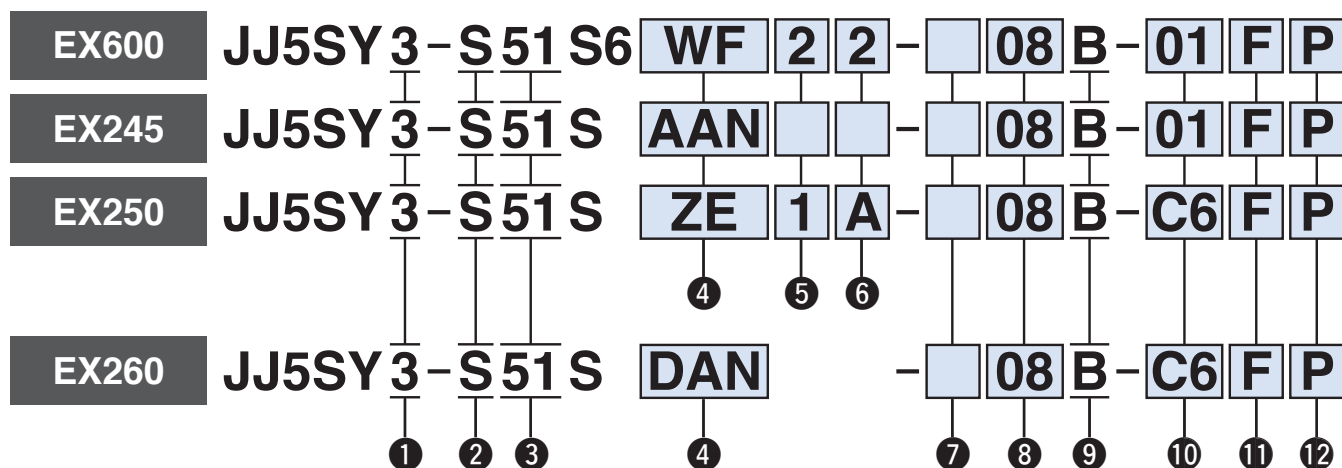 EX600 JJ5SY3-S51S6 WF 2 2 - 08 B - 01 F P
EX245 JJ5SY3-S51S AAN - 08 B - 01 F P
EX250 JJ5SY3-S51S ZE 1 A - 08 B - C6 F P
❹ ❺ ❻
EX260 JJ5SY3-S51S DAN - 08 B - C6 F P
❶ ❷ ❸ ❹ ❼ ❽ ❾ ❿ ⓫ ⓬